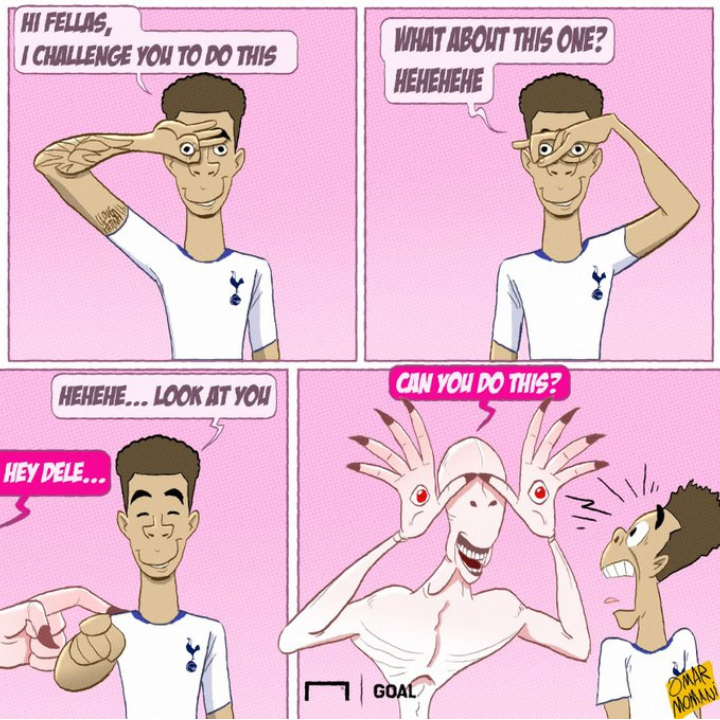 HI FELLAS,
I CHALLENGE YOU TO DO THIS
WHAT ABOUT THIS ONE?
HEHEHEHE
HEHEHE... LOOK AT YOU
HEY DELE...
CAN YOU DO THIS?
GOAL
OMAR
MOMANI